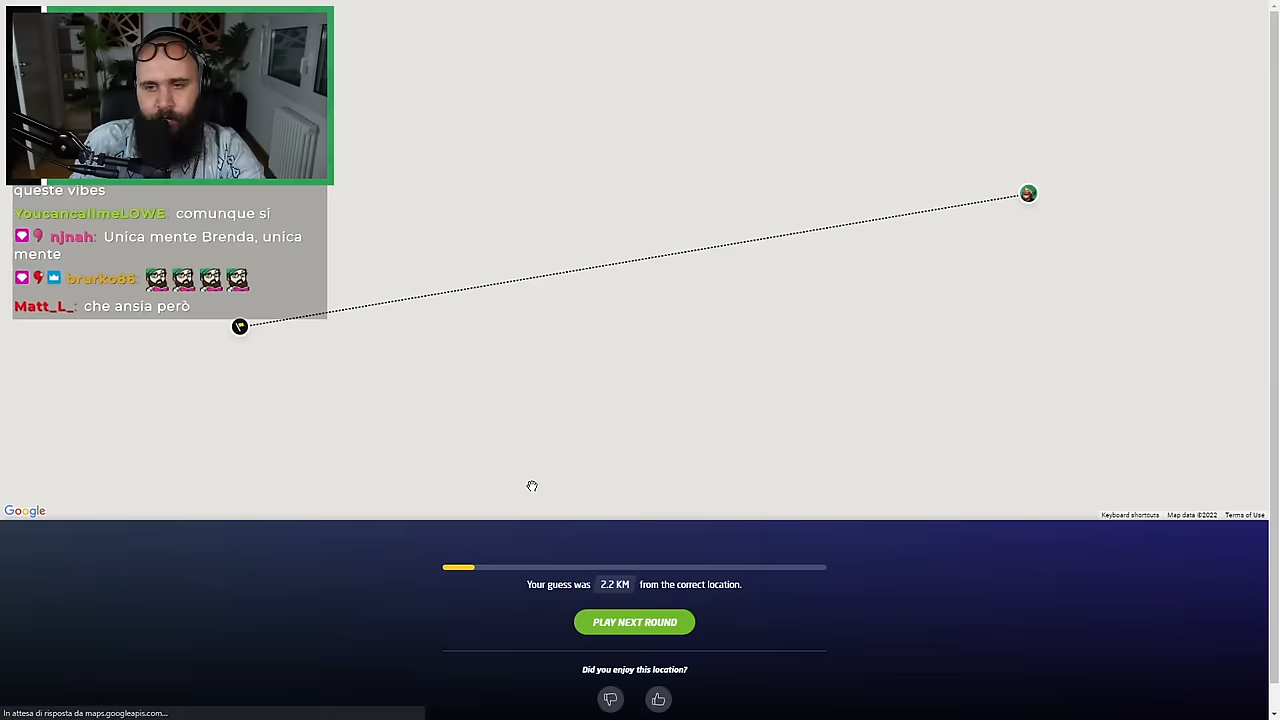 queste vibes
YoucancalimeLOWE: comunque si
njnah: Unica mente Brenda, unica
mente
brurko86:
Matt_L_: che ansia però
Google
Keyboard shortcuts Map data ©2022 Terms of Use
Your guess was 2.2 KM from the correct location.
PLAY NEXT ROUND
Did you enjoy this location?
In attesa di risposta da maps.googleapis.com...